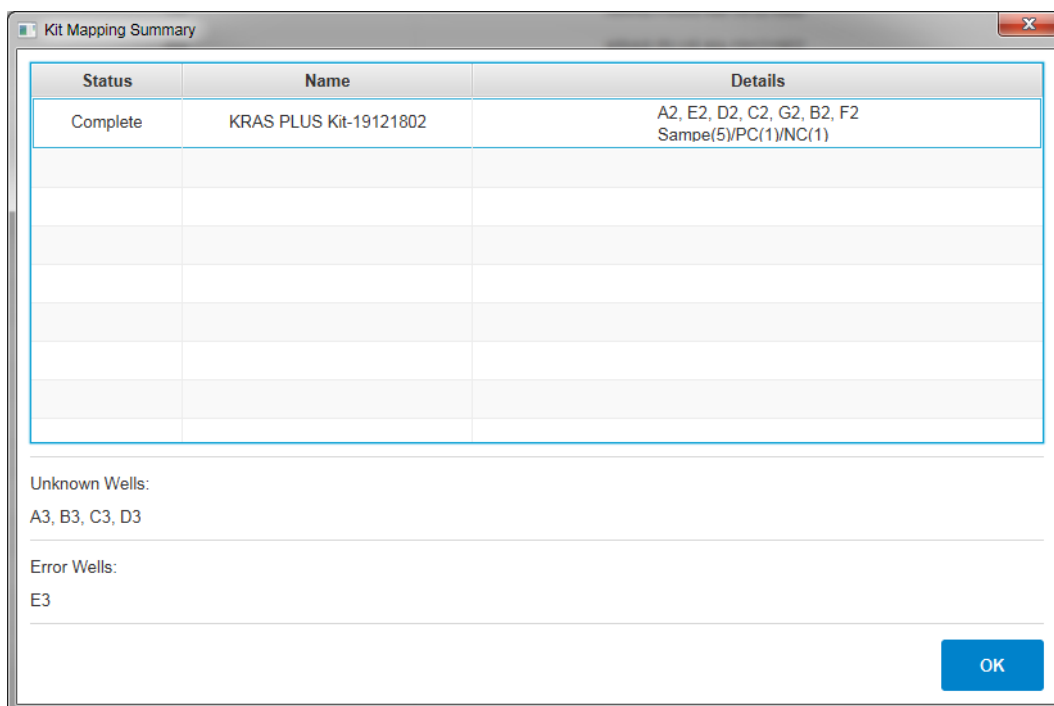 Kit Mapping Summary
Status Name Details
Complete KRAS PLUS Kit-19121802 A2, E2, D2, C2, G2, B2, F2
Sampe(5)/PC(1)/NC(1)
Unknown Wells:
A3, B3, C3, D3
Error Wells:
E3
OK